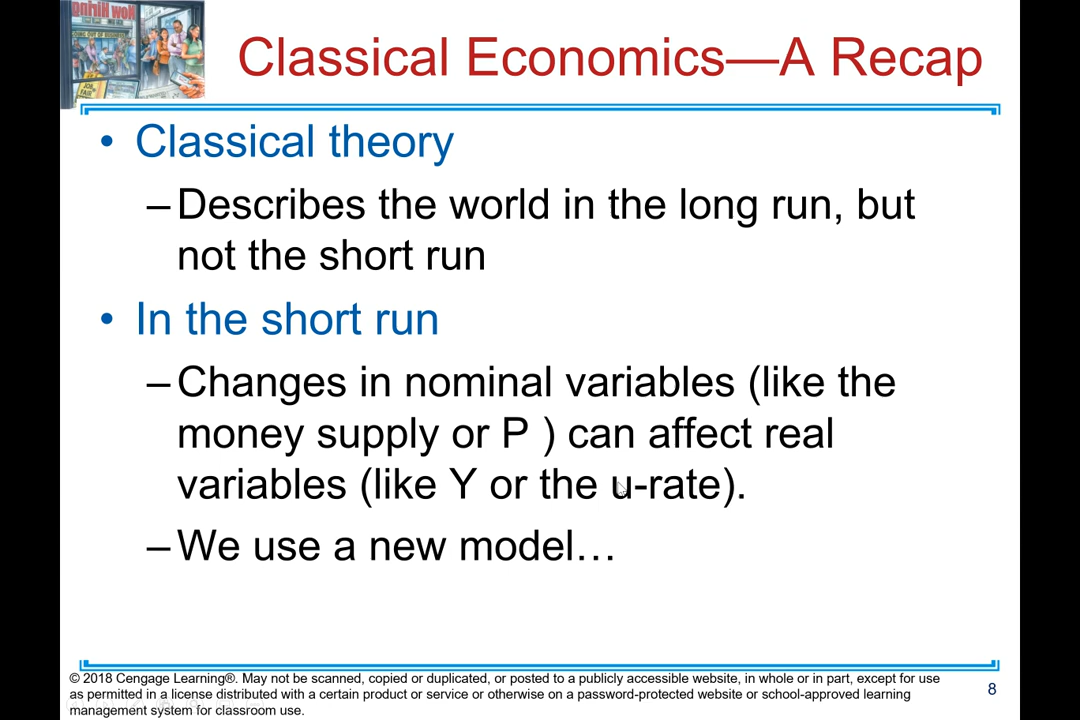 Now Hiring
JOB
FAIR
Classical Economics—A Recap
• Classical theory
–Describes the world in the long run, but
not the short run
• In the short run
–Changes in nominal variables (like the
money supply or P ) can affect real
variables (like Y or the u-rate).
–We use a new model…
© 2018 Cengage Learning®. May not be scanned, copied or duplicated, or posted to a publicly accessible website, in whole or in part, except for use
as permitted in a license distributed with a certain product or service or otherwise on a password-protected website or school-approved learning
management system for classroom use.
8